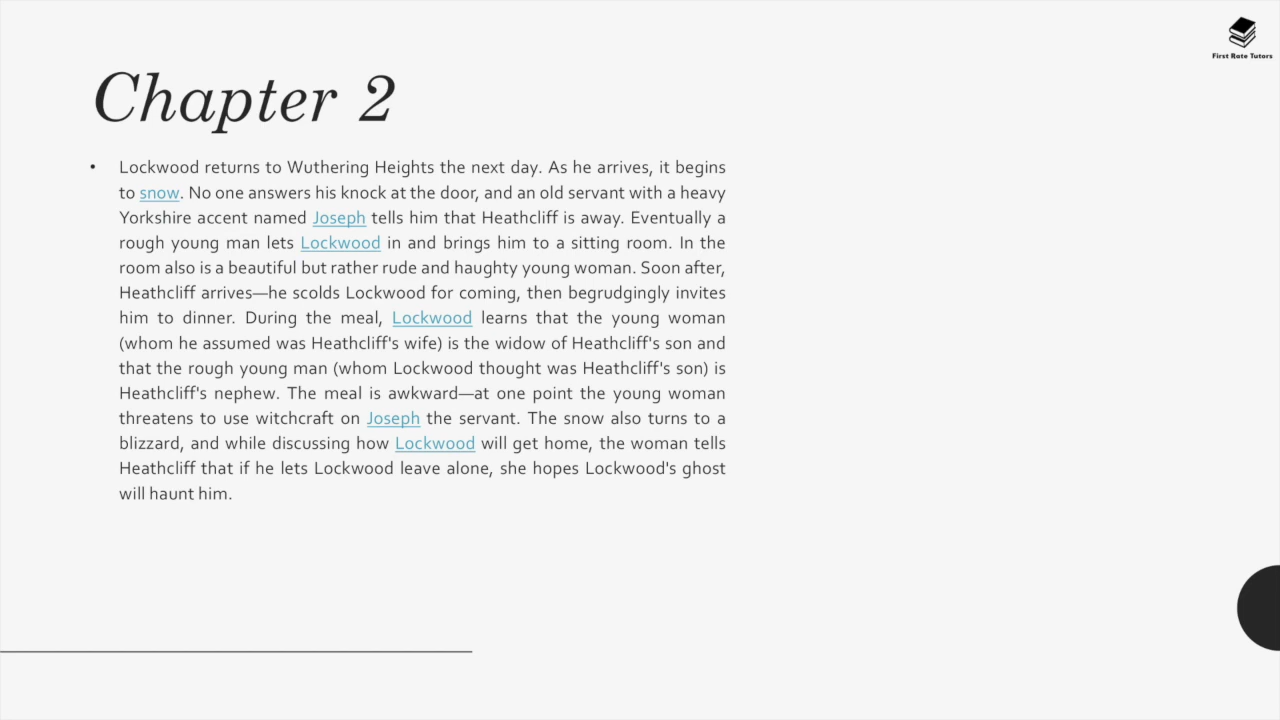 First Rate Tutors
Chapter 2
• Lockwood returns to Wuthering Heights the next day. As he arrives, it begins
to snow. No one answers his knock at the door, and an old servant with a heavy
Yorkshire accent named Joseph tells him that Heathcliff is away. Eventually a
rough young man lets Lockwood in and brings him to a sitting room. In the
room also is a beautiful but rather rude and haughty young woman. Soon after,
Heathcliff arrives—he scolds Lockwood for coming, then begrudgingly invites
him to dinner. During the meal, Lockwood learns that the young woman
(whom he assumed was Heathcliff's wife) is the widow of Heathcliff's son and
that the rough young man (whom Lockwood thought was Heathcliff's son) is
Heathcliff's nephew. The meal is awkward—at one point the young woman
threatens to use witchcraft on Joseph the servant. The snow also turns to a
blizzard, and while discussing how Lockwood will get home, the woman tells
Heathcliff that if he lets Lockwood leave alone, she hopes Lockwood's ghost
will haunt him.